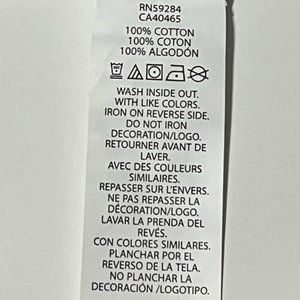 RN59284
CA40465
100% COTTON
100% COTON
100% ALGODÓN
WASH INSIDE OUT.
WITH LIKE COLORS.
IRON ON REVERSE SIDE.
DO NOT IRON
DECORATION/LOGO.
RETOURNER AVANT DE
LAVER.
AVEC DES COULEURS
SIMILAIRES.
REPASSER SUR L'ENVERS.
NE PAS REPASSER LA
DÉCORATION/LOGO.
LAVAR LA PRENDA DEL
REVÉS.
CON COLORES SIMILARES.
PLANCHAR POR EL
REVERSO DE LA TELA.
NO PLANCHAR LA
DECORACIÓN /LOGOTIPO.